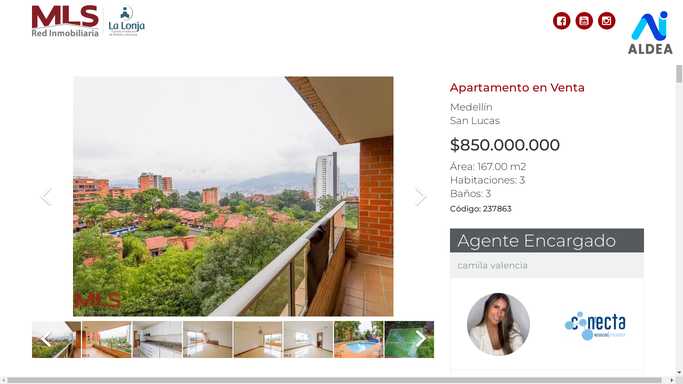 MLS
Red Inmobiliaria
La Lonja
ALDEA
Apartamento en Venta
Medellín
San Lucas
$850.000.000
Área: 167.00 m2
Habitaciones: 3
Baños: 3
Código: 237863
Agente Encargado
camila valencia
conecta
MLS
MLS